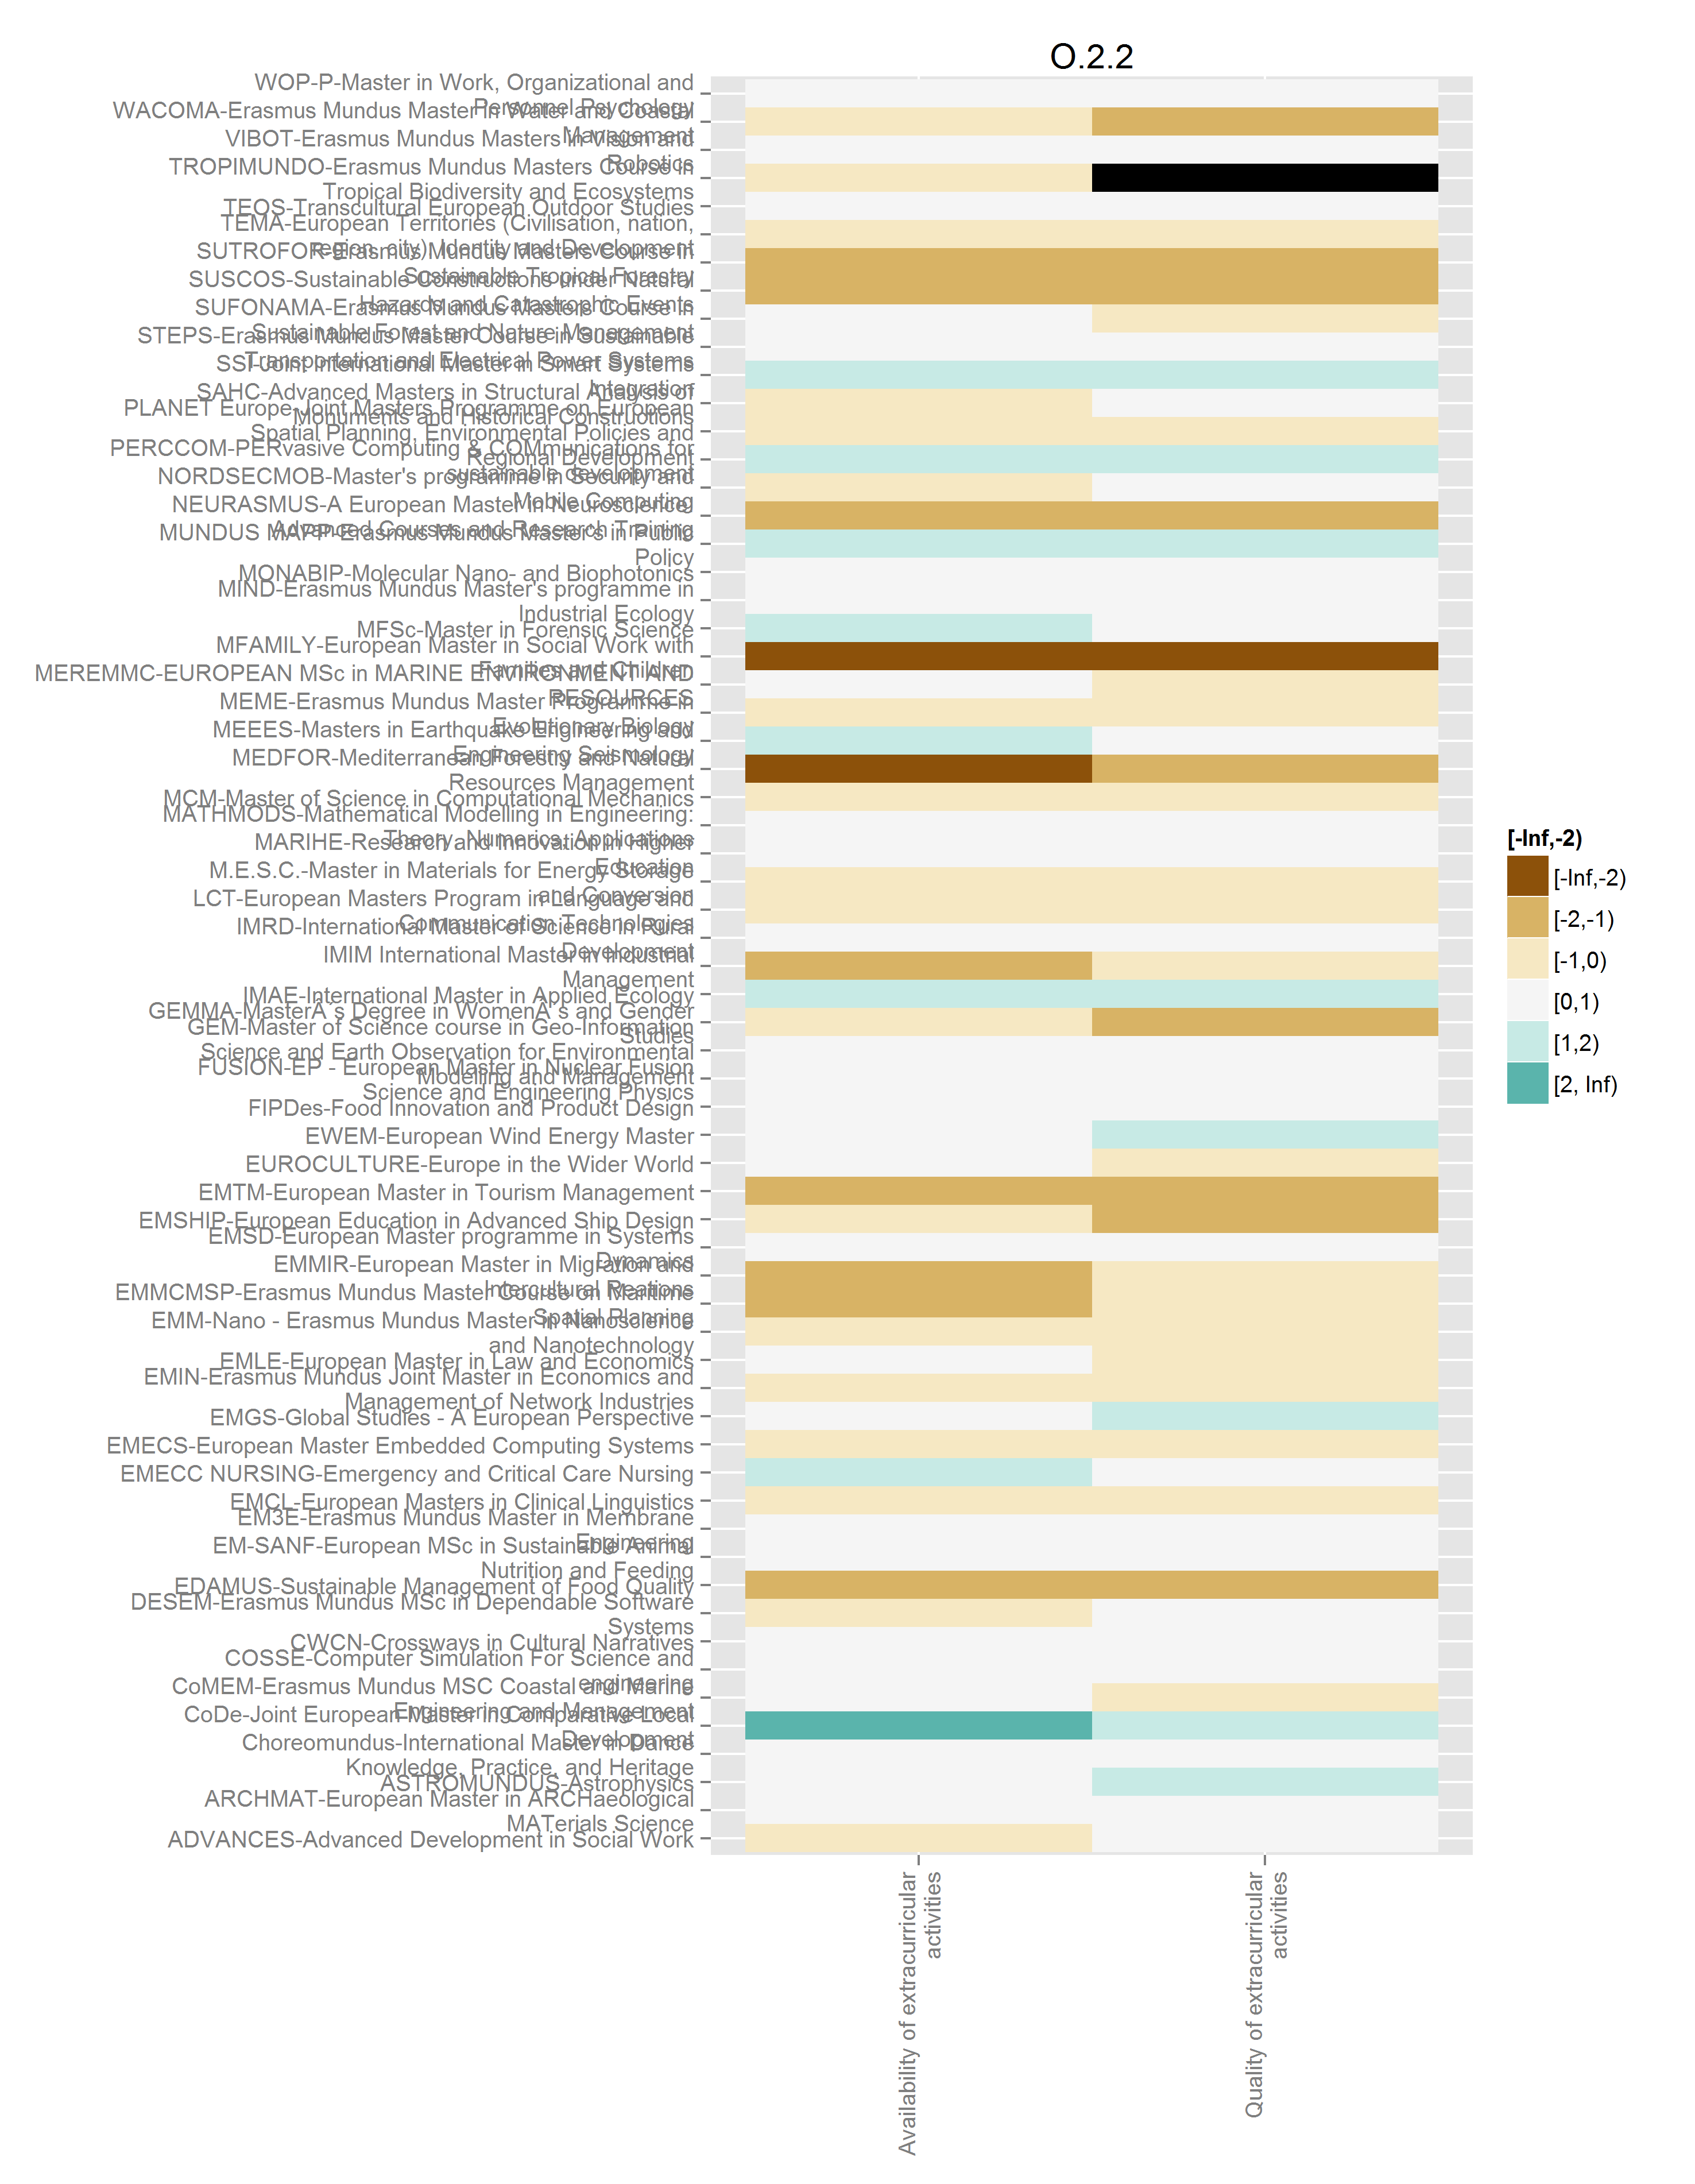 O.2.2
WOP-P-Master in Work, Organizational and
Personnel Psychology
WACOMA-Erasmus Mundus Master in Water and Coastal
Management
VIBOT-Erasmus Mundus Masters in Vision and
Robotics
TROPIMUNDO-Erasmus Mundus Masters Course in
Tropical Biodiversity and Ecosystems
TEOS-Transcultural European Outdoor Studies
TEMA-European Territories (Civilisation, nation,
region, city), Identity and Development
SUTROFOR-Erasmus Mundus Masters Course in
Sustainable Tropical Forestry
SUSCOS-Sustainable Constructions under Natural
Hazards and Catastrophic Events
SUFONAMA-Erasmus Mundus Masters Course in
Sustainable Forest and Nature Management
STEPS-Erasmus Mundus Master Course in Sustainable
Transportation and Electrical Power Systems
SSI-Joint International Master in Smart Systems
Integration
SAHC-Advanced Masters in Structural Analysis of
Monuments and Historical Constructions
PLANET Europe-Joint Masters Programme on European
Spatial Planning, Environmental Policies and
Regional Development
PERCCOM-PERvasive Computing & COMmunications for
sustainable development
NORDSECMOB-Master's programme in Security and
Mobile Computing
NEURASMUS-A European Master in Neuroscience:
Advanced Courses and Research Training
MUNDUS MAPP-Erasmus Mundus Master's in Public
Policy
MONABIP-Molecular Nano- and Biophotonics
MIND-Erasmus Mundus Master's programme in
Industrial Ecology
MFSc-Master in Forensic Science
MFAMILY-European Master in Social Work with
Families and Children
MEREMMC-EUROPEAN MSc in MARINE ENVIRONMENT AND
RESOURCES
MEME-Erasmus Mundus Master Programme in
Evolutionary Biology
MEEES-Masters in Earthquake Engineering and
Engineering Seismology
MEDFOR-Mediterranean Forestry and Natural
Resources Management
MCM-Master of Science in Computational Mechanics
MATHMODS-Mathematical Modelling in Engineering:
Theory, Numerics, Applications
MARIHE-Research and Innovation in Higher
Education
M.E.S.C.-Master in Materials for Energy Storage
and Conversion
LCT-European Masters Program in Language and
Communication Technologies
IMRD-International Master of Science in Rural
Development
IMIM International Master in Industrial
Management
IMAE-International Master in Applied Ecology
GEMMA-MasterÂ´s Degree in WomenÂ´s and Gender
Studies
GEM-Master of Science course in Geo-Information
Science and Earth Observation for Environmental
Modelling and Management
FUSION-EP - European Master in Nuclear Fusion
Science and Engineering Physics
FIPDes-Food Innovation and Product Design
EWEM-European Wind Energy Master
EUROCULTURE-Europe in the Wider World
EMTM-European Master in Tourism Management
EMSHIP-European Education in Advanced Ship Design
EMSD-European Master programme in Systems
Dynamics
EMMIR-European Master in Migration and
Intercultural Reations
EMMCMSP-Erasmus Mundus Master Course on Maritime
Spatial Planning
EMM-Nano - Erasmus Mundus Master in Nanoscience
and Nanotechnology
EMLE-European Master in Law and Economics
EMIN-Erasmus Mundus Joint Master in Economics and
Management of Network Industries
EMGS-Global Studies - A European Perspective
EMECS-European Master Embedded Computing Systems
EMECC NURSING-Emergency and Critical Care Nursing
EMCL-European Masters in Clinical Linguistics
EM3E-Erasmus Mundus Master in Membrane
Engineering
EM-SANF-European MSc in Sustainable Animal
Nutrition and Feeding
EDAMUS-Sustainable Management of Food Quality
DESEM-Erasmus Mundus MSc in Dependable Software
Systems
CWCN-Crossways in Cultural Narratives
COSSE-Computer Simulation For Science and
engineering
CoMEM-Erasmus Mundus MSC Coastal and Marine
Engineering and Management
CoDe-Joint European Master in Comparative Local
Development
Choreomundus-International Master in Dance
Knowledge, Practice, and Heritage
ASTROMUNDUS-Astrophysics
ARCHMAT-European Master in ARCHaeological
MATerials Science
ADVANCES-Advanced Development in Social Work
Availability of extracurricular
activities
Quality of extracurricular
activities
[-Inf,-2)
[-Inf,-2)
[-2,-1)
[-1,0)
[0,1)
[1,2)
[2, Inf)